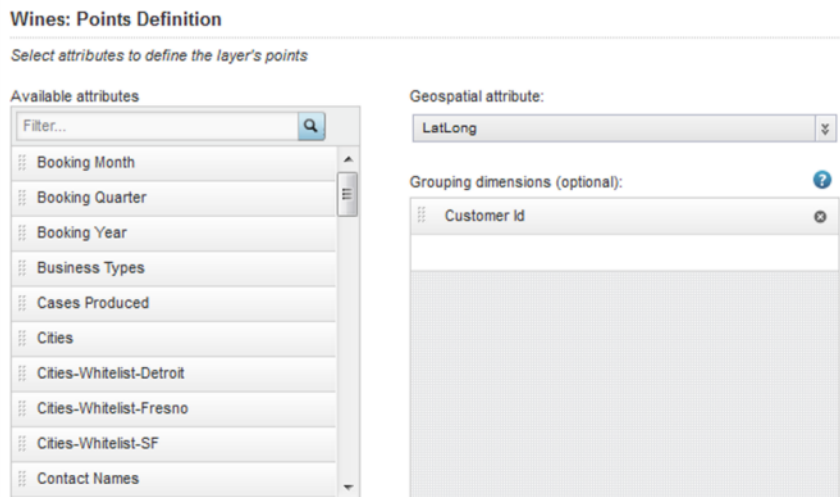 Wines: Points Definition
Select attributes to define the layer's points
Available attributes
Filter...
Booking Month
Booking Quarter
Booking Year
Business Types
Cases Produced
Cities
Cities-Whitelist-Detroit
Cities-Whitelist-Fresno
Cities-Whitelist-SF
Contact Names
Geospatial attribute:
LatLong
Grouping dimensions (optional):
?
Customer Id